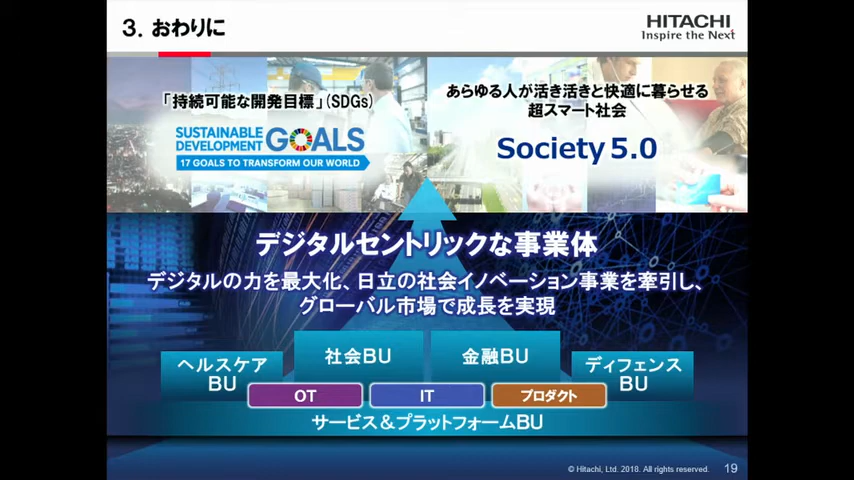 3. おわりに
HITACHI
Inspire the Next
「持続可能な開発目標」(SDGs)
SUSTAINABLE
DEVELOPMENT GOALS
17 GOALS TO TRANSFORM OUR WORLD
あらゆる人が活き活きと快適に暮らせる
超スマート社会
Society 5.0
デジタルセントリックな事業体
デジタルの力を最大化、日立の社会イノベーション事業を牽引し、
グローバル市場で成長を実現
ヘルスケア
BU
社会BU
金融BU
ディフェンス
BU
OT
IT
プロダクト
サービス＆プラットフォームBU
© Hitachi, Ltd. 2018. All rights reserved.
19